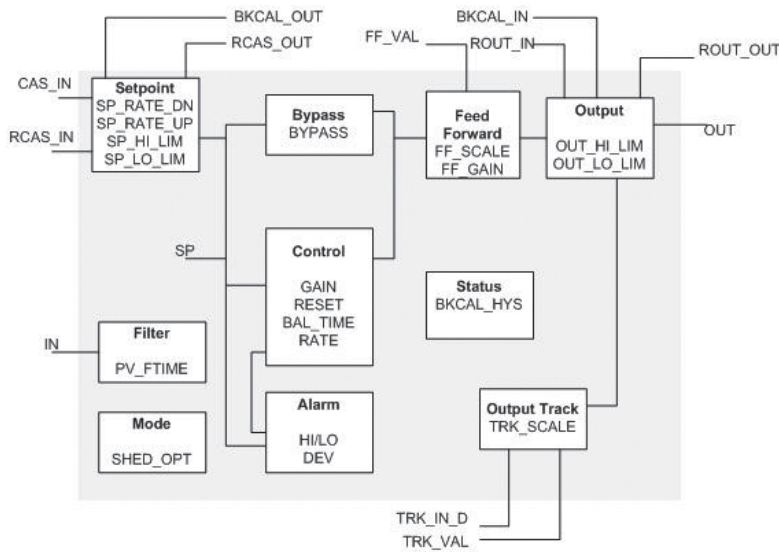 BKCAL_OUT
RCAS_OUT
BKCAL_IN
FF_VAL
ROUT_IN
ROUT_OUT
CAS_IN
RCAS_IN
Setpoint
SP_RATE_DN
SP_RATE_UP
SP_HI_LIM
SP_LO_LIM
Bypass
BYPASS
Feed
Forward
FF_SCALE
FF_GAIN
Output
OUT_HI_LIM
OUT_LO_LIM
OUT
SP
Control
GAIN
RESET
BAL_TIME
RATE
Status
BKCAL_HYS
IN
Filter
PV_FTIME
Mode
SHED_OPT
Alarm
HI/LO
DEV
Output Track
TRK_SCALE
TRK_IN_D
TRK_VAL